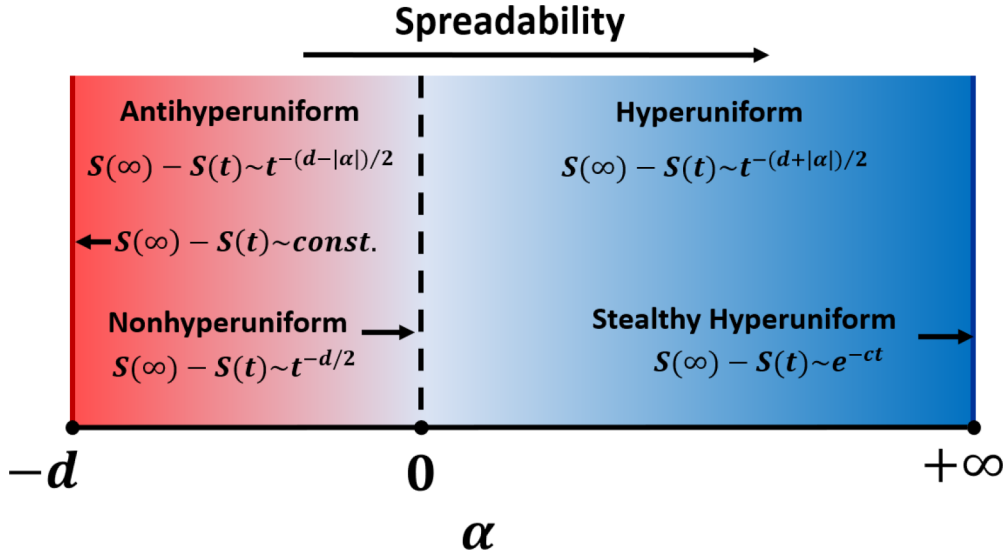 Spreadability
Antihyperuniform
S(∞) − S(t)~t^{-(d-|α|)/2}
S(∞) − S(t)~const.
Nonhyperuniform
S(∞) − S(t)~t^{-d/2}
Hyperuniform
S(∞) − S(t)~t^{-(d+|α|)/2}
Stealthy Hyperuniform
S(∞) − S(t)~e^{-ct}
−d
0
+∞
α